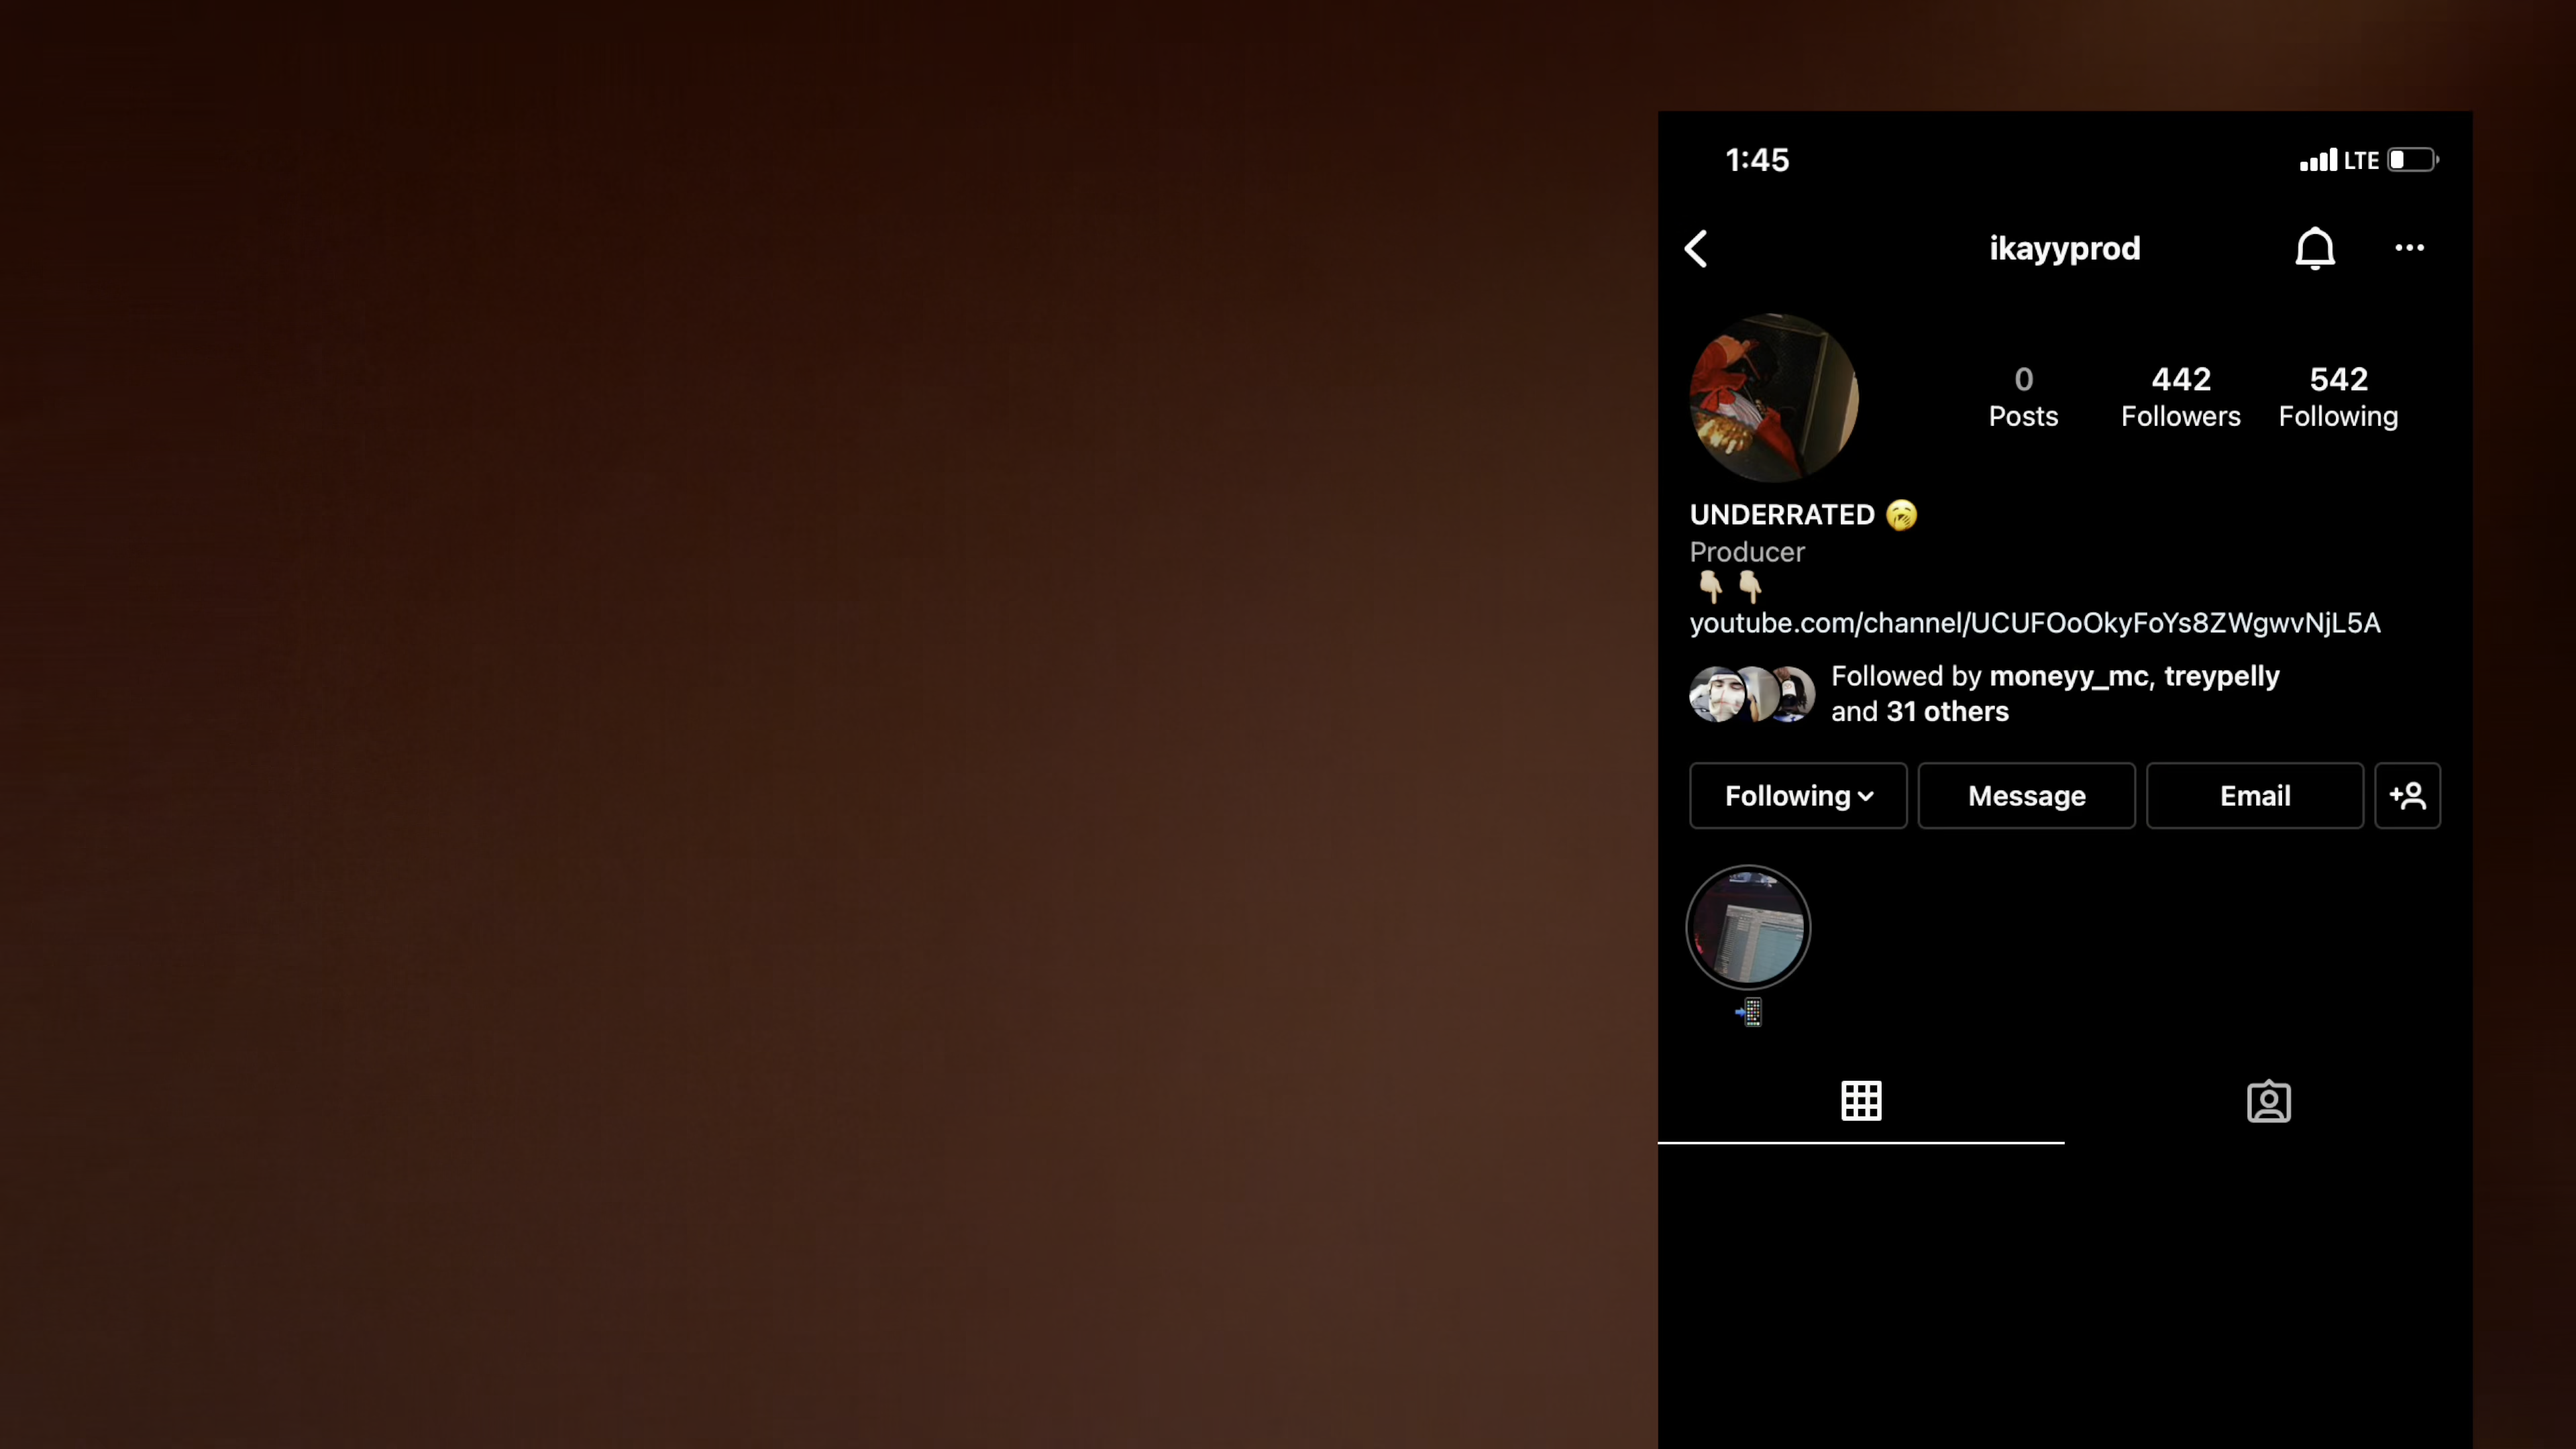 1:45 LTE
ikayyprod
0 442 542
Posts Followers Following
UNDERRATED 🥱
Producer
👇🏼 👇🏼
youtube.com/channel/UCUFOoOkyFoYs8ZWgwvNjL5A
Followed by moneyy_mc, treypelly
and 31 others
Following Message Email
📲